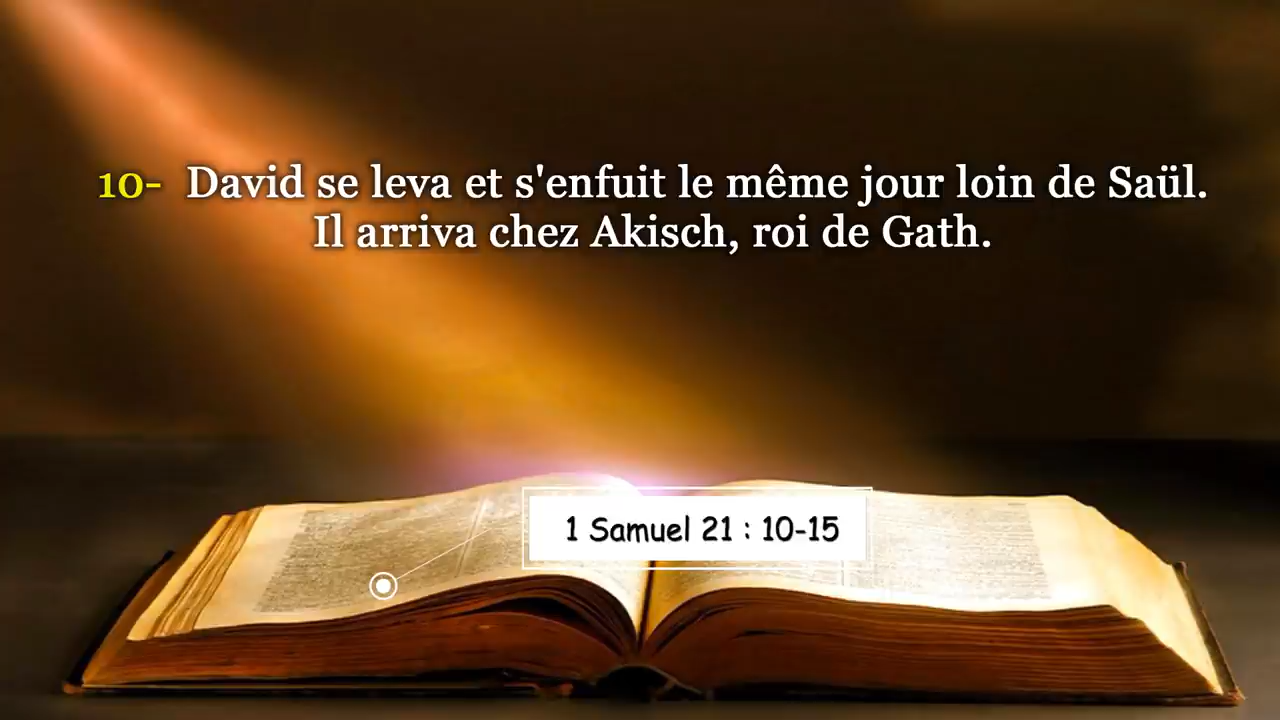 10- David se leva et s'enfuit le même jour loin de Saül.
Il arriva chez Akisch, roi de Gath.
1 Samuel 21 : 10-15